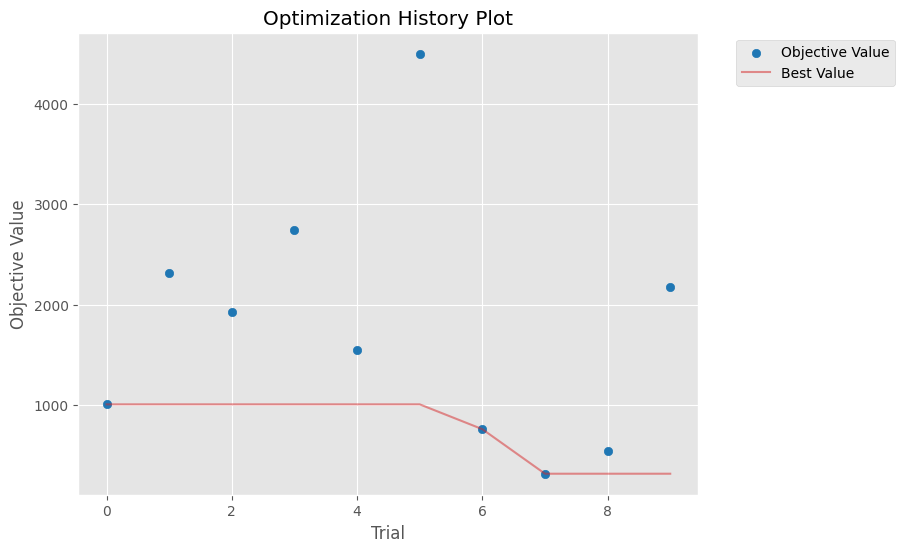 Optimization History Plot
Objective Value
Best Value
Objective Value
4000
3000
2000
1000
0 2 4 6 8
Trial